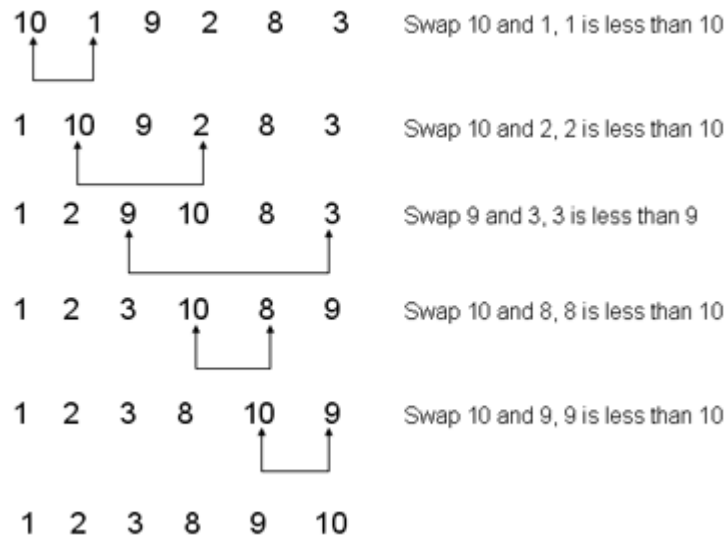 10 1 9 2 8 3 Swap 10 and 1, 1 is less than 10
1 10 9 2 8 3 Swap 10 and 2, 2 is less than 10
1 2 9 10 8 3 Swap 9 and 3, 3 is less than 9
1 2 3 10 8 9 Swap 10 and 8, 8 is less than 10
1 2 3 8 10 9 Swap 10 and 9, 9 is less than 10
1 2 3 8 9 10